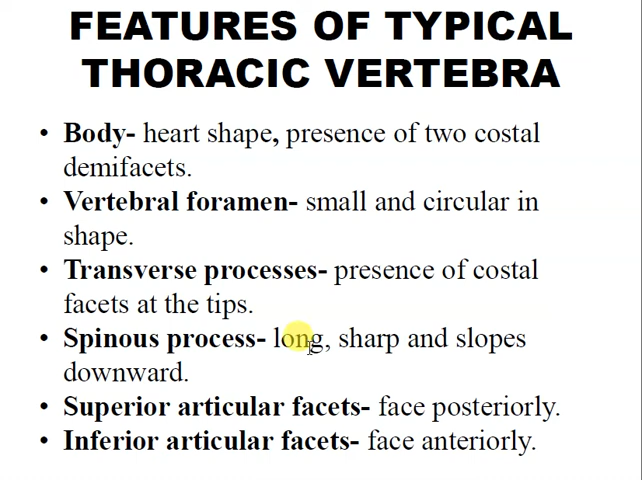 FEATURES OF TYPICAL
THORACIC VERTEBRA
• Body- heart shape, presence of two costal
demifacets.
• Vertebral foramen- small and circular in
shape.
• Transverse processes- presence of costal
facets at the tips.
• Spinous process- long, sharp and slopes
downward.
• Superior articular facets- face posteriorly.
• Inferior articular facets- face anteriorly.